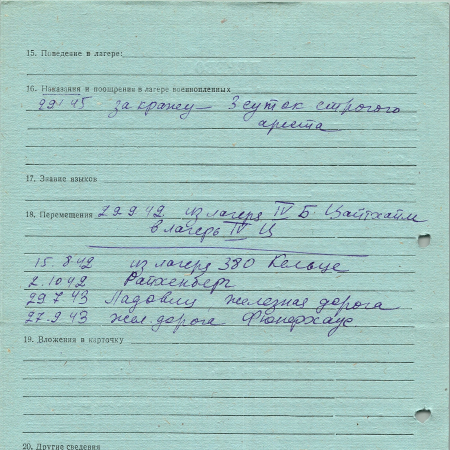 15. Поведение в лагере:
16. Наказания и поощрения в лагере военнопленных
29 1 45 за кражу — 3 суток строгого
ареста
17. Знание языков
18. Перемещения 29 9 42 из лагеря IV Б Цайтхайн
в лагерь IV Ц
15 8 42 из лагеря 380 Кельце
2.10 42 Ратхенберг
29 7 43 Ладовиц железная дорога
27.9 43 жел. дорога Фюнфхаус
19. Вложения в карточку
20. Другие сведения